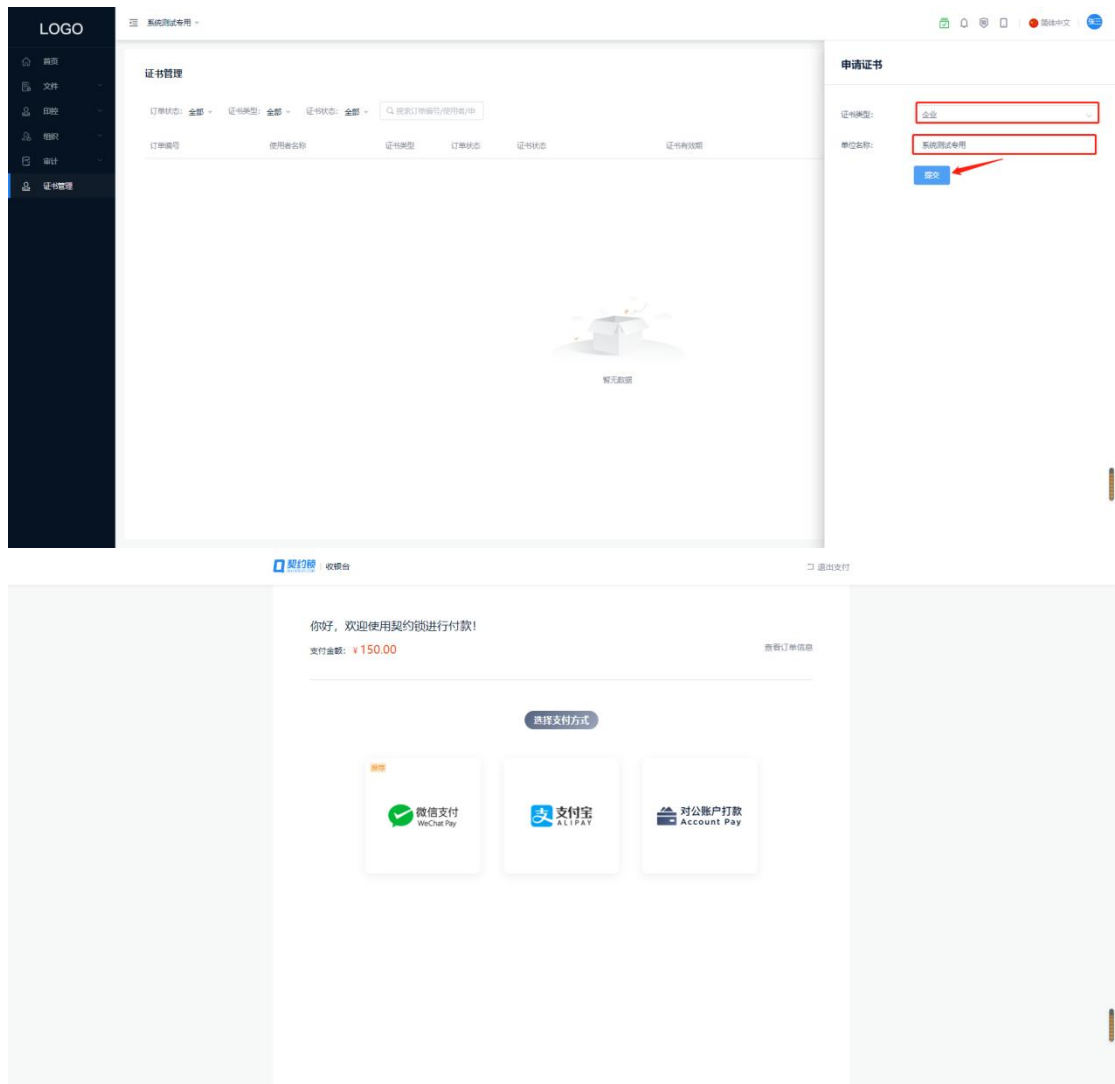 LOGO
系统测试专用
简体中文
首页
文件
印控
组织
审计
证书管理
证书管理
订单状态: 全部 证书类型: 全部 证书状态: 全部 搜索订单编号/使用者/申
订单编号 使用者名称 证书类型 订单状态 证书状态 证书有效期
暂无数据
申请证书
证书类型: 企业
单位名称: 系统测试专用
提交
契约锁 收银台 退出支付
你好，欢迎使用契约锁进行付款！
支付金额: ¥150.00 查看订单信息
选择支付方式
推荐
微信支付
WeChat Pay
支付宝
ALIPAY
对公账户打款
Account Pay